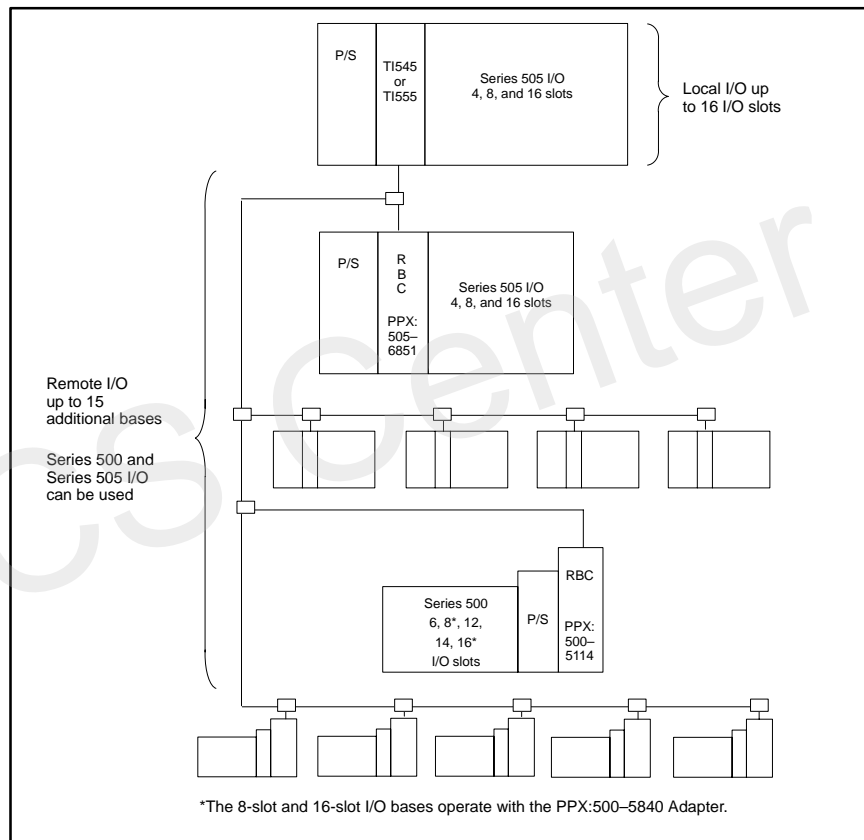 P/S
TI545
or
TI555
Series 505 I/O
4, 8, and 16 slots
Local I/O up
to 16 I/O slots
P/S
R
B
C
PPX:
505–
6851
Series 505 I/O
4, 8, and 16 slots
Remote I/O
up to 15
additional bases
Series 500 and
Series 505 I/O
can be used
Series 500
6, 8*, 12,
14, 16*
I/O slots
P/S
RBC
PPX:
500–
5114
*The 8-slot and 16-slot I/O bases operate with the PPX:500–5840 Adapter.
CS Center